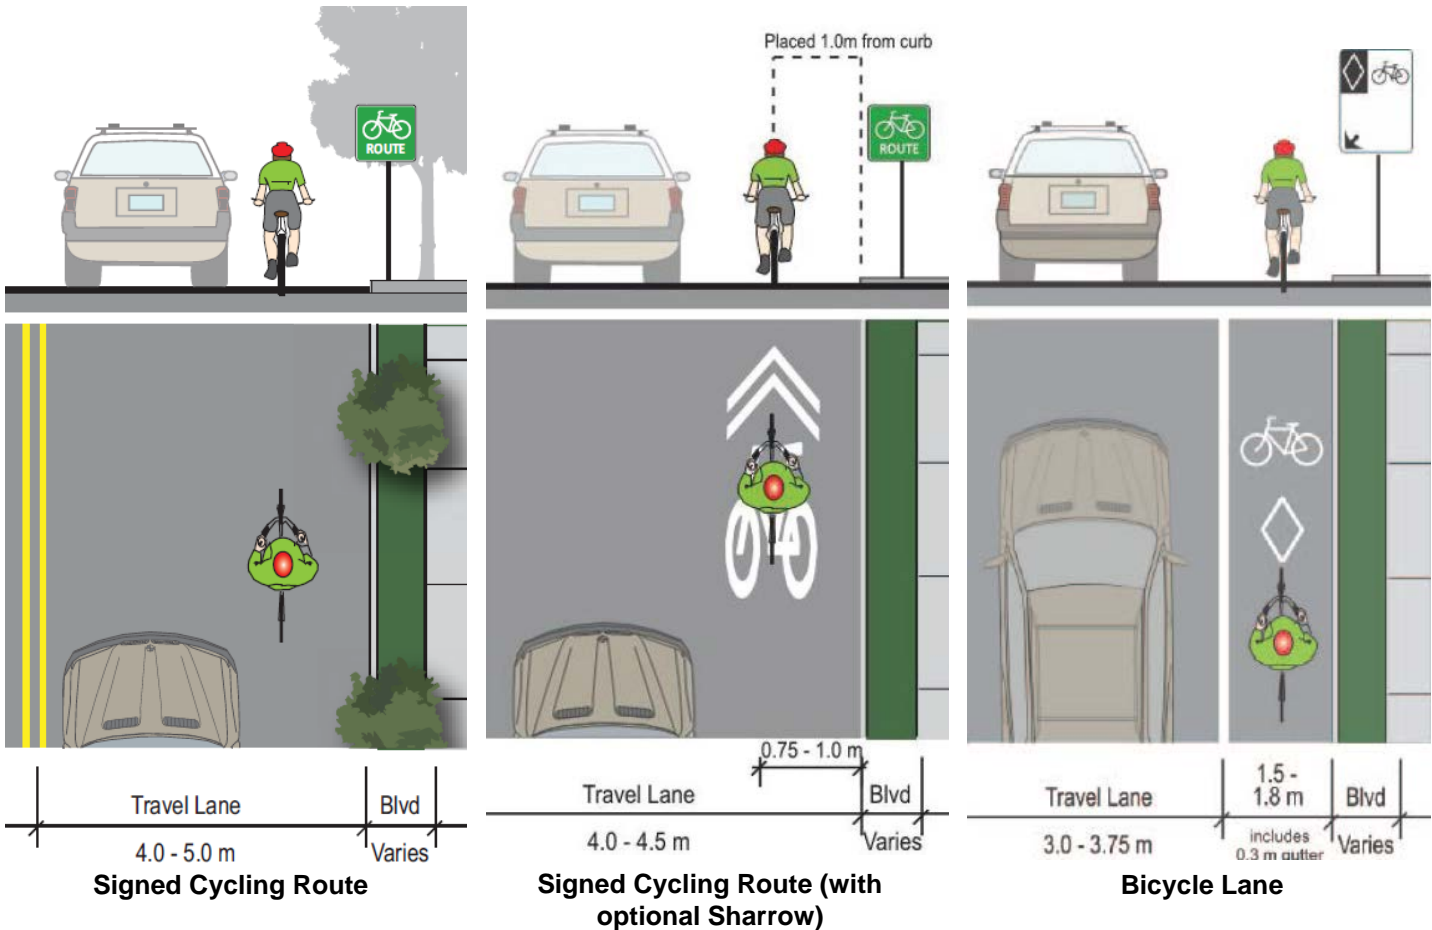 ROUTE
Travel Lane
Blvd
4.0 - 5.0 m
Varies
Signed Cycling Route
Placed 1.0m from curb
ROUTE
0.75 - 1.0 m
Travel Lane
Blvd
4.0 - 4.5 m
Varies
Signed Cycling Route (with
optional Sharrow)
1.5 -
1.8 m
Travel Lane
Blvd
3.0 - 3.75 m
includes
0.3 m gutter
Varies
Bicycle Lane